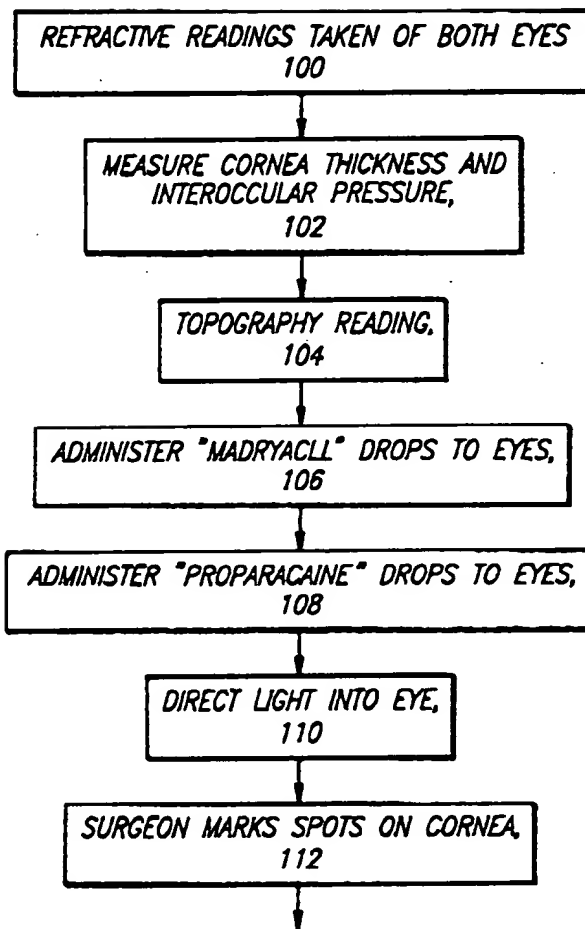 REFRACTIVE READINGS TAKEN OF BOTH EYES
100
MEASURE CORNEA THICKNESS AND
INTEROCCULAR PRESSURE,
102
TOPOGRAPHY READING,
104
ADMINISTER "MADRYACLL" DROPS TO EYES,
106
ADMINISTER "PROPARACAINE" DROPS TO EYES,
108
DIRECT LIGHT INTO EYE,
110
SURGEON MARKS SPOTS ON CORNEA,
112